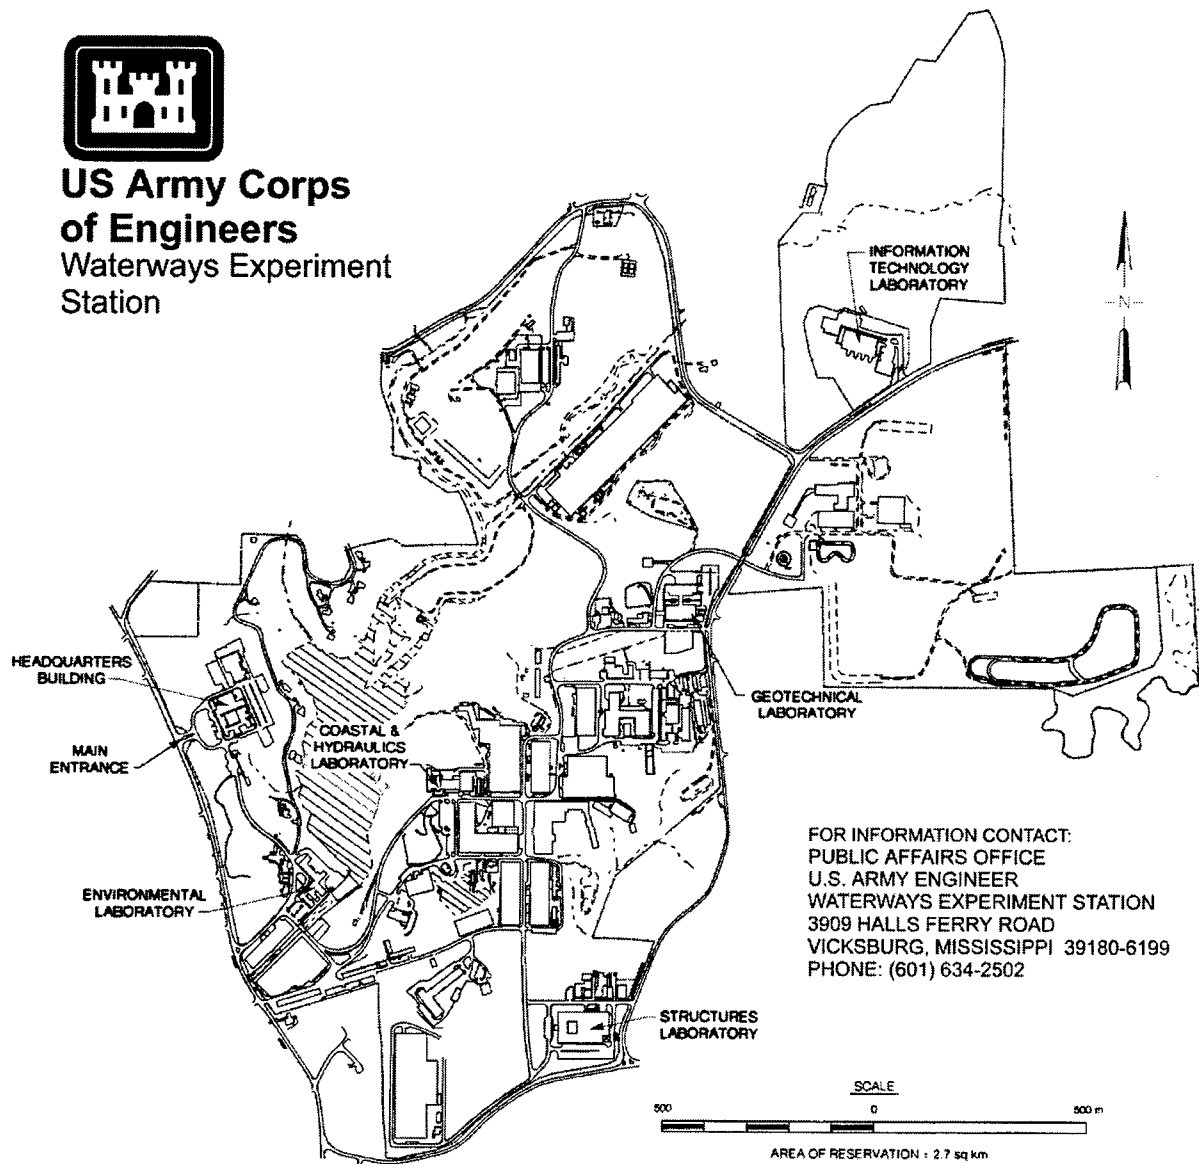 US Army Corps
of Engineers
Waterways Experiment
Station
INFORMATION
TECHNOLOGY
LABORATORY
N
HEADQUARTERS
BUILDING
MAIN
ENTRANCE
COASTAL &
HYDRAULICS
LABORATORY
GEOTECHNICAL
LABORATORY
ENVIRONMENTAL
LABORATORY
STRUCTURES
LABORATORY
FOR INFORMATION CONTACT:
PUBLIC AFFAIRS OFFICE
U.S. ARMY ENGINEER
WATERWAYS EXPERIMENT STATION
3909 HALLS FERRY ROAD
VICKSBURG, MISSISSIPPI 39180-6199
PHONE: (601) 634-2502
SCALE
500 0 500 m
AREA OF RESERVATION : 2.7 sq km